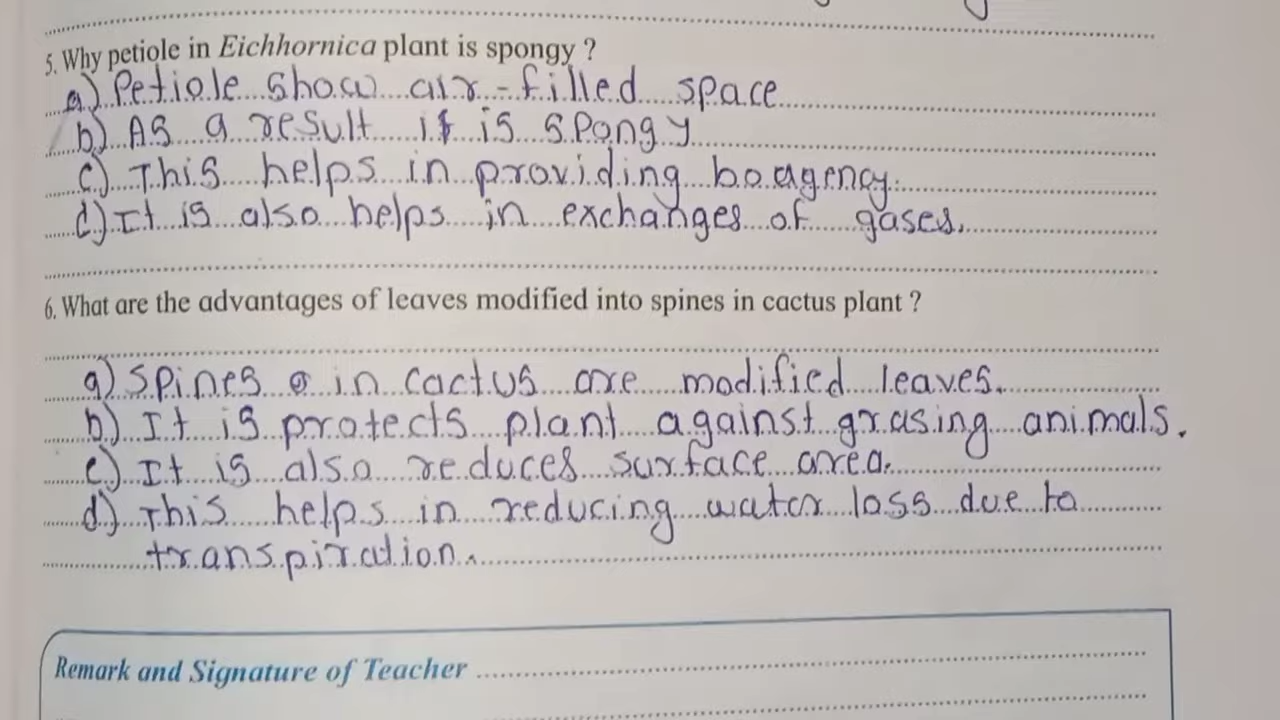 5. Why petiole in Eichhornica plant is spongy ?
a) Petiole show air-filled space
b) As a result it is spongy
c) This helps in providing boagency.
d) It is also helps in exchanges of gases.
6. What are the advantages of leaves modified into spines in cactus plant ?
a) Spines in cactus are modified leaves.
b) It is protects plant against grasing animals.
c) It is also reduces surface area.
d) This helps in reducing water loss due to
transpiration.
Remark and Signature of Teacher